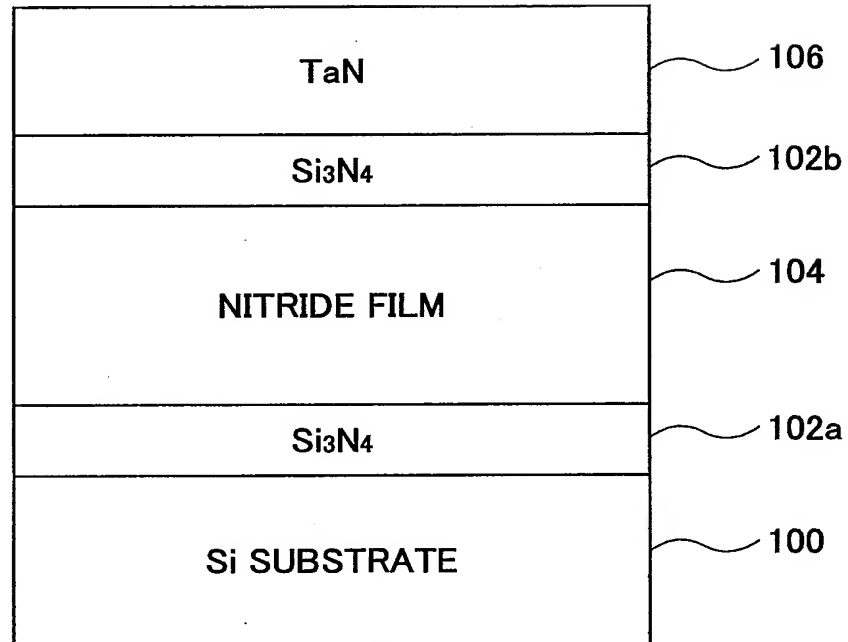 TaN
106
Si3N4
102b
NITRIDE FILM
104
Si3N4
102a
Si SUBSTRATE
100